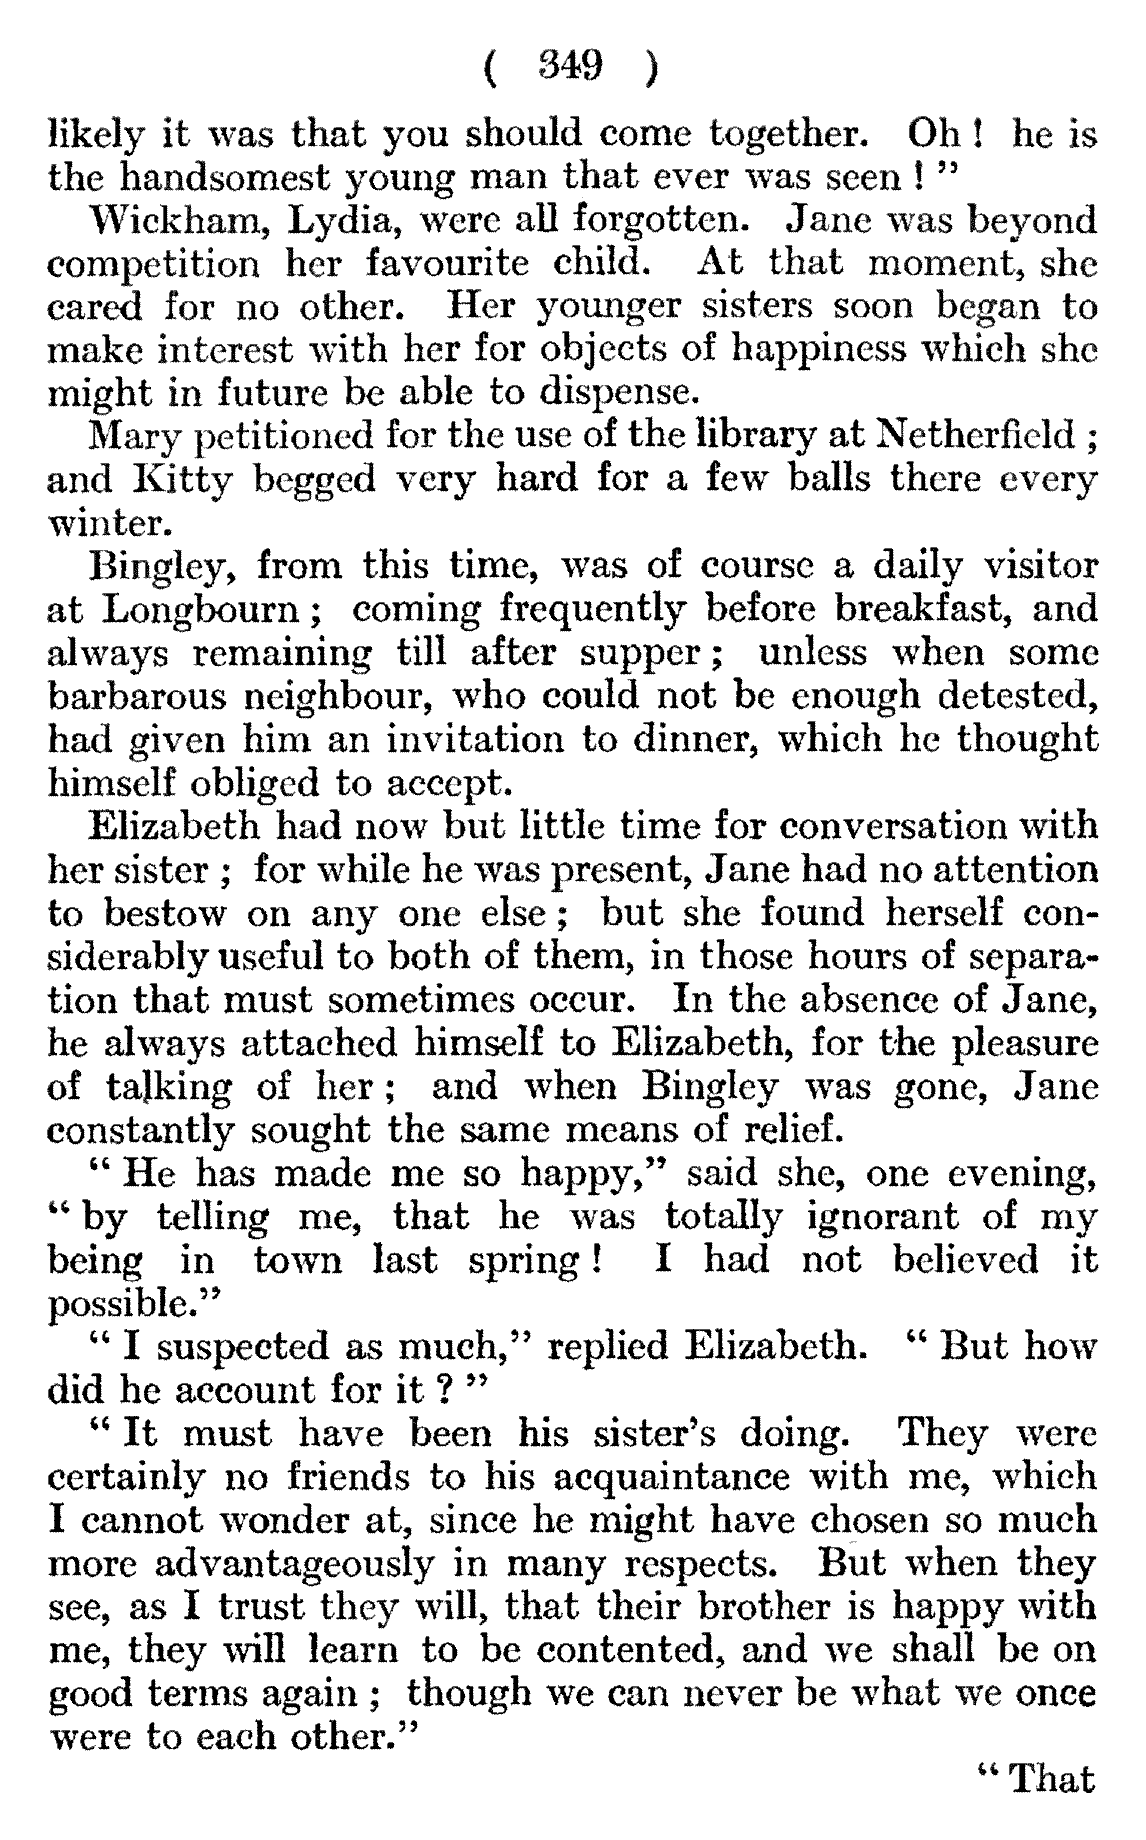 ( 349 )
likely it was that you should come together. Oh ! he is
the handsomest young man that ever was seen ! ”
Wickham, Lydia, were all forgotten. Jane was beyond
competition her favourite child. At that moment, she
cared for no other. Her younger sisters soon began to
make interest with her for objects of happiness which she
might in future be able to dispense.
Mary petitioned for the use of the library at Netherfield ;
and Kitty begged very hard for a few balls there every
winter.
Bingley, from this time, was of course a daily visitor
at Longbourn ; coming frequently before breakfast, and
always remaining till after supper ; unless when some
barbarous neighbour, who could not be enough detested,
had given him an invitation to dinner, which he thought
himself obliged to accept.
Elizabeth had now but little time for conversation with
her sister ; for while he was present, Jane had no attention
to bestow on any one else ; but she found herself con-
siderably useful to both of them, in those hours of separa-
tion that must sometimes occur. In the absence of Jane,
he always attached himself to Elizabeth, for the pleasure
of talking of her ; and when Bingley was gone, Jane
constantly sought the same means of relief.
“ He has made me so happy,” said she, one evening,
“ by telling me, that he was totally ignorant of my
being in town last spring ! I had not believed it
possible.”
“ I suspected as much,” replied Elizabeth. “ But how
did he account for it ? ”
“ It must have been his sister’s doing. They were
certainly no friends to his acquaintance with me, which
I cannot wonder at, since he might have chosen so much
more advantageously in many respects. But when they
see, as I trust they will, that their brother is happy with
me, they will learn to be contented, and we shall be on
good terms again ; though we can never be what we once
were to each other.”
“ That